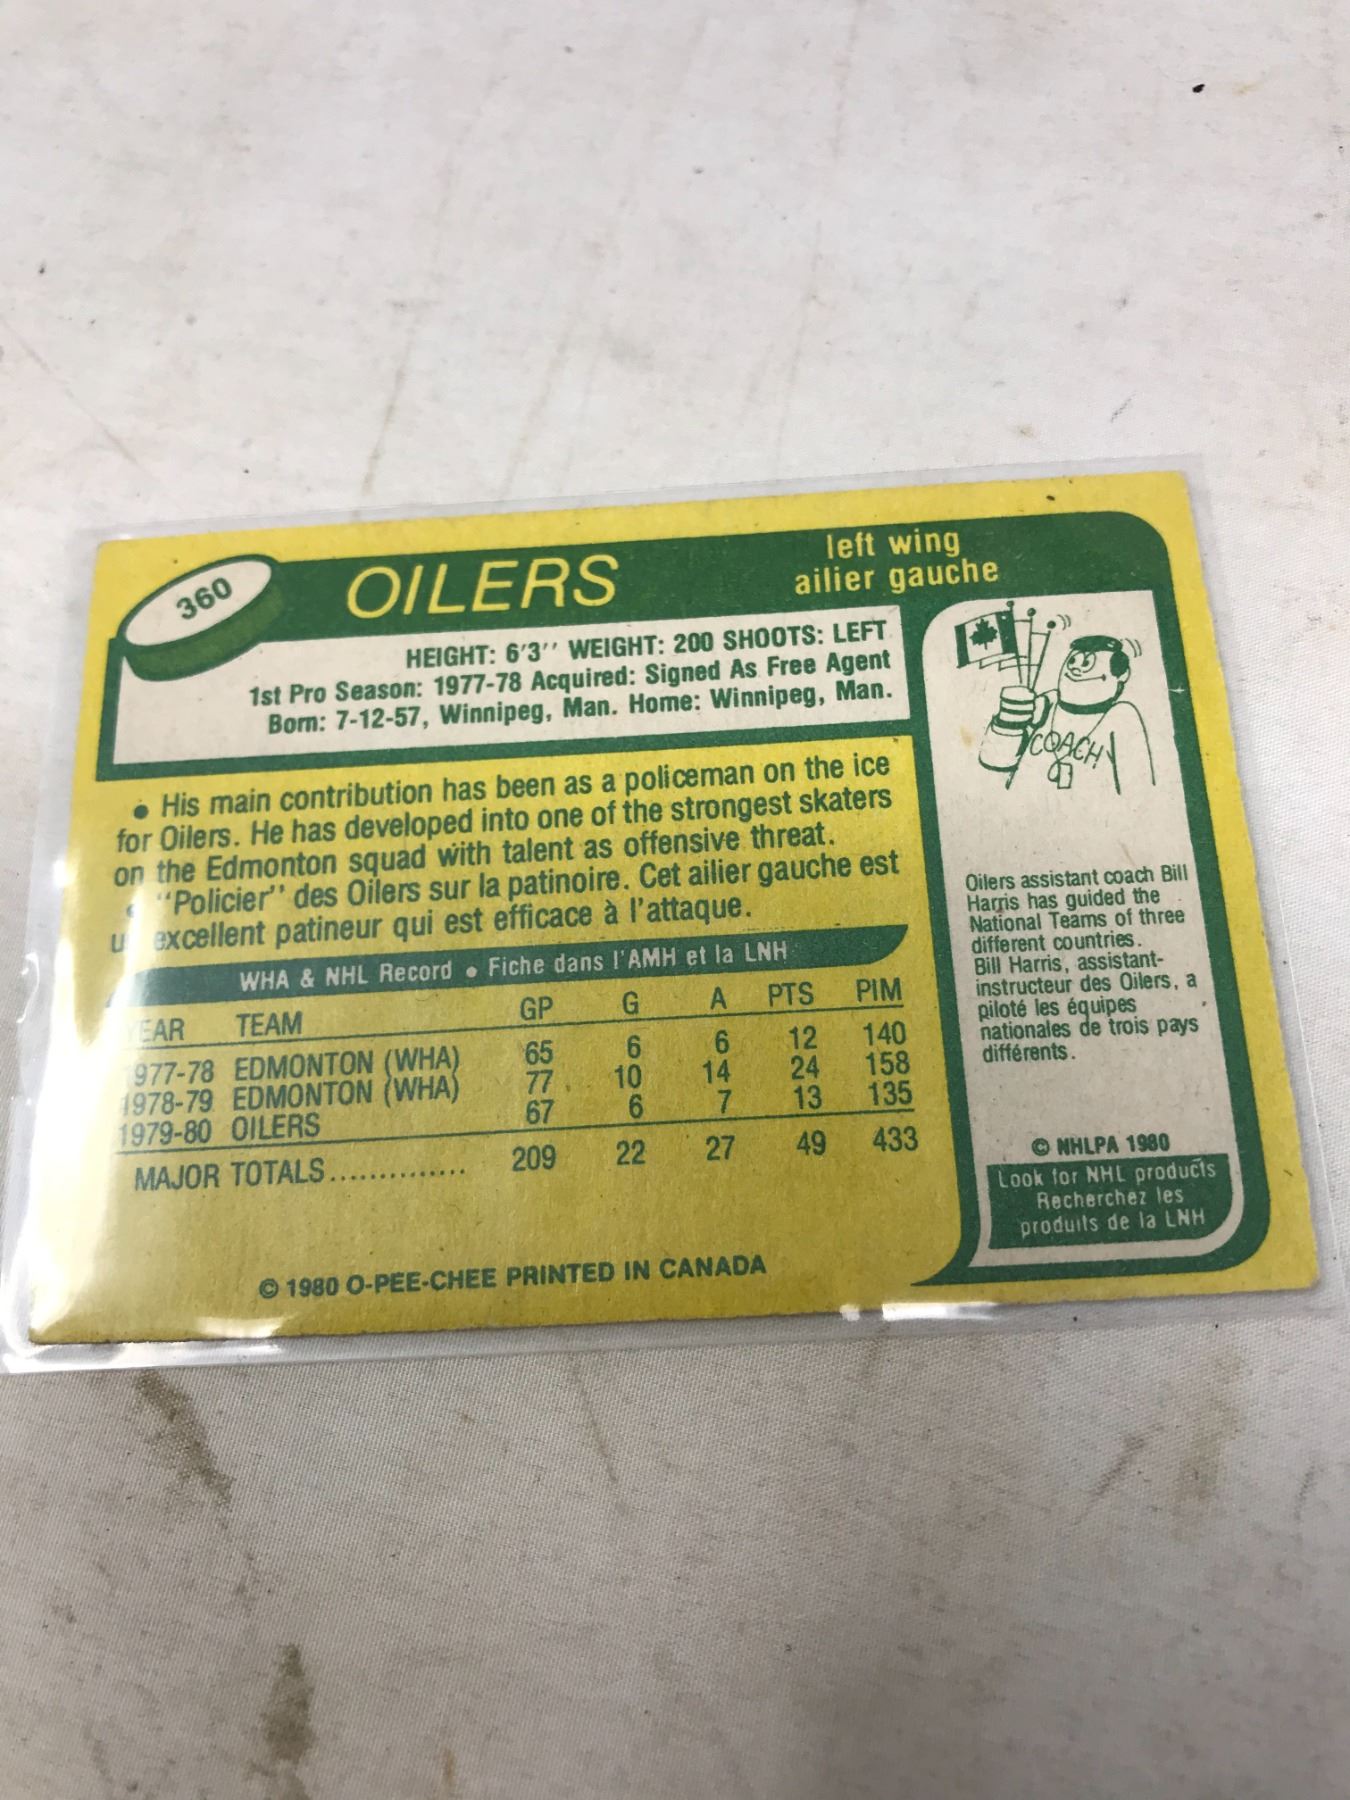 360
OILERS
left wing
ailier gauche
HEIGHT: 6'3'' WEIGHT: 200 SHOOTS: LEFT
1st Pro Season: 1977-78 Acquired: Signed As Free Agent
Born: 7-12-57, Winnipeg, Man. Home: Winnipeg, Man.
• His main contribution has been as a policeman on the ice
for Oilers. He has developed into one of the strongest skaters
on the Edmonton squad with talent as offensive threat.
• "Policier" des Oilers sur la patinoire. Cet ailier gauche est
un excellent patineur qui est efficace à l'attaque.
WHA & NHL Record • Fiche dans l'AMH et la LNH
YEAR TEAM GP G A PTS PIM
1977-78 EDMONTON (WHA) 65 6 6 12 140
1978-79 EDMONTON (WHA) 77 10 14 24 158
1979-80 OILERS 67 6 7 13 135
MAJOR TOTALS.............. 209 22 27 49 433
© 1980 O-PEE-CHEE PRINTED IN CANADA
COACH
Oilers assistant coach Bill
Harris has guided the
National Teams of three
different countries.
Bill Harris, assistant-
instructeur des Oilers, a
piloté les équipes
nationales de trois pays
différents.
© NHLPA 1980
Look for NHL products
Recherchez les
produits de la LNH